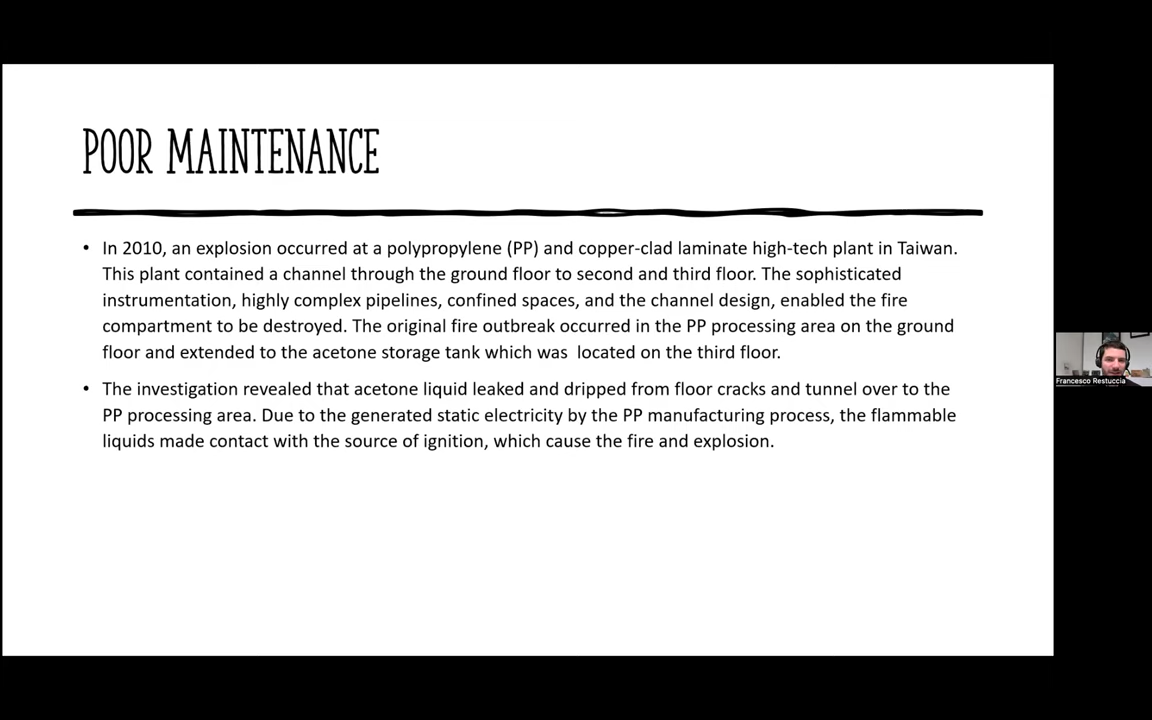 POOR MAINTENANCE
• In 2010, an explosion occurred at a polypropylene (PP) and copper-clad laminate high-tech plant in Taiwan.
This plant contained a channel through the ground floor to second and third floor. The sophisticated
instrumentation, highly complex pipelines, confined spaces, and the channel design, enabled the fire
compartment to be destroyed. The original fire outbreak occurred in the PP processing area on the ground
floor and extended to the acetone storage tank which was  located on the third floor.
• The investigation revealed that acetone liquid leaked and dripped from floor cracks and tunnel over to the
PP processing area. Due to the generated static electricity by the PP manufacturing process, the flammable
liquids made contact with the source of ignition, which cause the fire and explosion.
Francesco Restuccia